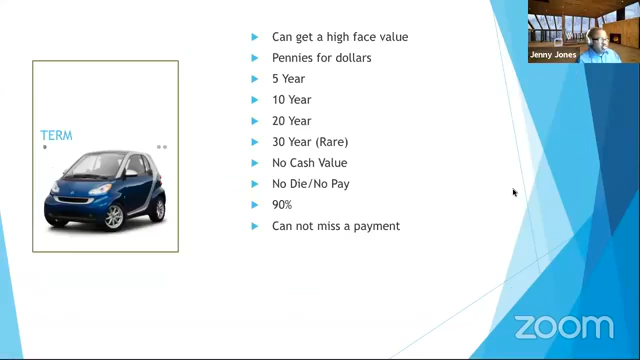 Can get a high face value
Pennies for dollars
5 Year
10 Year
20 Year
30 Year (Rare)
No Cash Value
No Die/No Pay
90%
Can not miss a payment
TERM
Jenny Jones
zoom